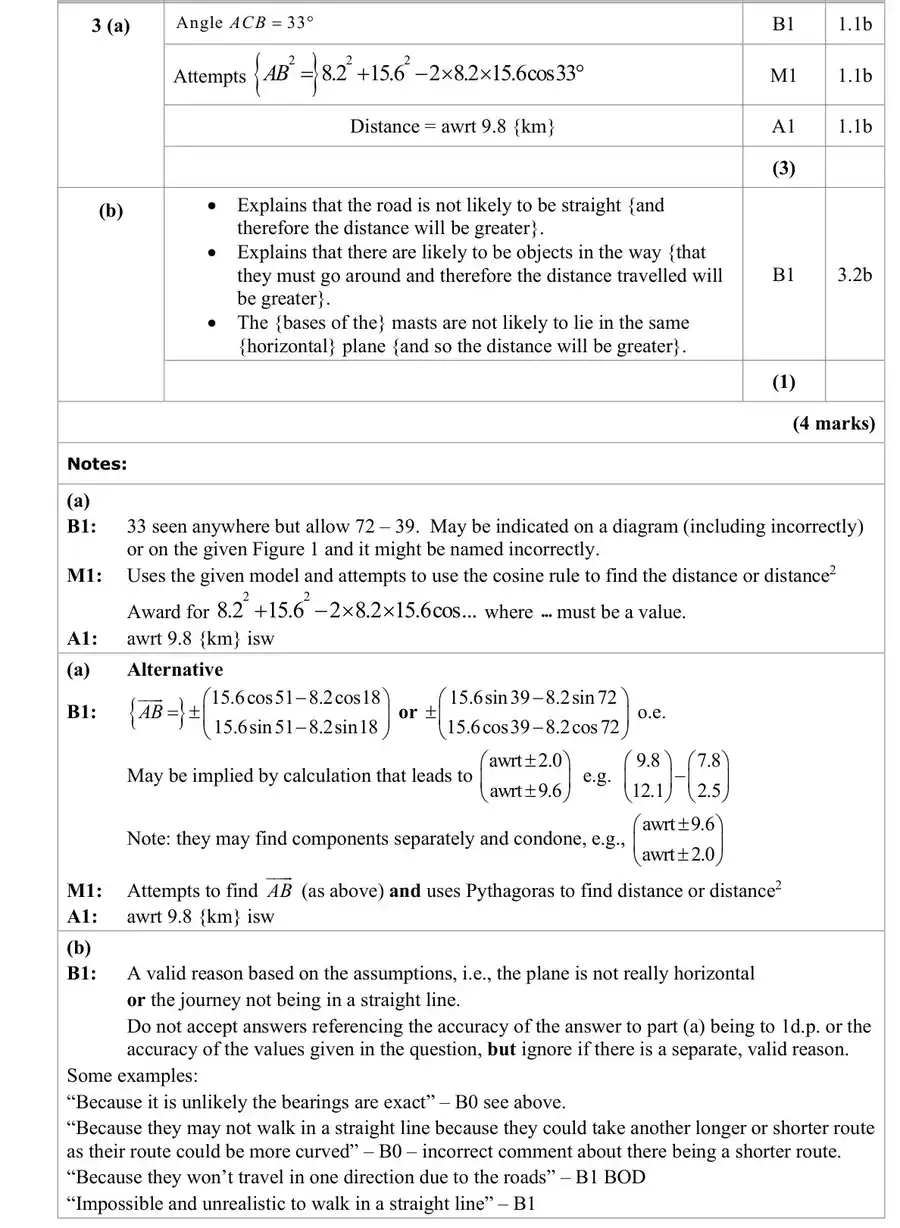 3 (a) Angle ACB = 33° B1 1.1b
Attempts {AB² =} 8.2² + 15.6² − 2×8.2×15.6cos33° M1 1.1b
Distance = awrt 9.8 {km} A1 1.1b
(3)
(b) • Explains that the road is not likely to be straight {and
therefore the distance will be greater}.
• Explains that there are likely to be objects in the way {that
they must go around and therefore the distance travelled will
be greater}. B1 3.2b
• The {bases of the} masts are not likely to lie in the same
{horizontal} plane {and so the distance will be greater}.
(1)
(4 marks)
Notes:
(a)
B1: 33 seen anywhere but allow 72 – 39. May be indicated on a diagram (including incorrectly)
or on the given Figure 1 and it might be named incorrectly.
M1: Uses the given model and attempts to use the cosine rule to find the distance or distance²
Award for 8.2² + 15.6² − 2×8.2×15.6cos... where ... must be a value.
A1: awrt 9.8 {km} isw
(a) Alternative
B1: {AB⃗ =} ± (15.6cos51 − 8.2cos18 / 15.6sin51 − 8.2sin18) or ± (15.6sin39 − 8.2sin72 / 15.6cos39 − 8.2cos72) o.e.
May be implied by calculation that leads to (awrt ± 2.0 / awrt ± 9.6) e.g. (9.8 / 12.1) − (7.8 / 2.5)
Note: they may find components separately and condone, e.g., (awrt ± 9.6 / awrt ± 2.0)
M1: Attempts to find AB⃗ (as above) and uses Pythagoras to find distance or distance²
A1: awrt 9.8 {km} isw
(b)
B1: A valid reason based on the assumptions, i.e., the plane is not really horizontal
or the journey not being in a straight line.
Do not accept answers referencing the accuracy of the answer to part (a) being to 1d.p. or the
accuracy of the values given in the question, but ignore if there is a separate, valid reason.
Some examples:
“Because it is unlikely the bearings are exact” – B0 see above.
“Because they may not walk in a straight line because they could take another longer or shorter route
as their route could be more curved” – B0 – incorrect comment about there being a shorter route.
“Because they won’t travel in one direction due to the roads” – B1 BOD
“Impossible and unrealistic to walk in a straight line” – B1